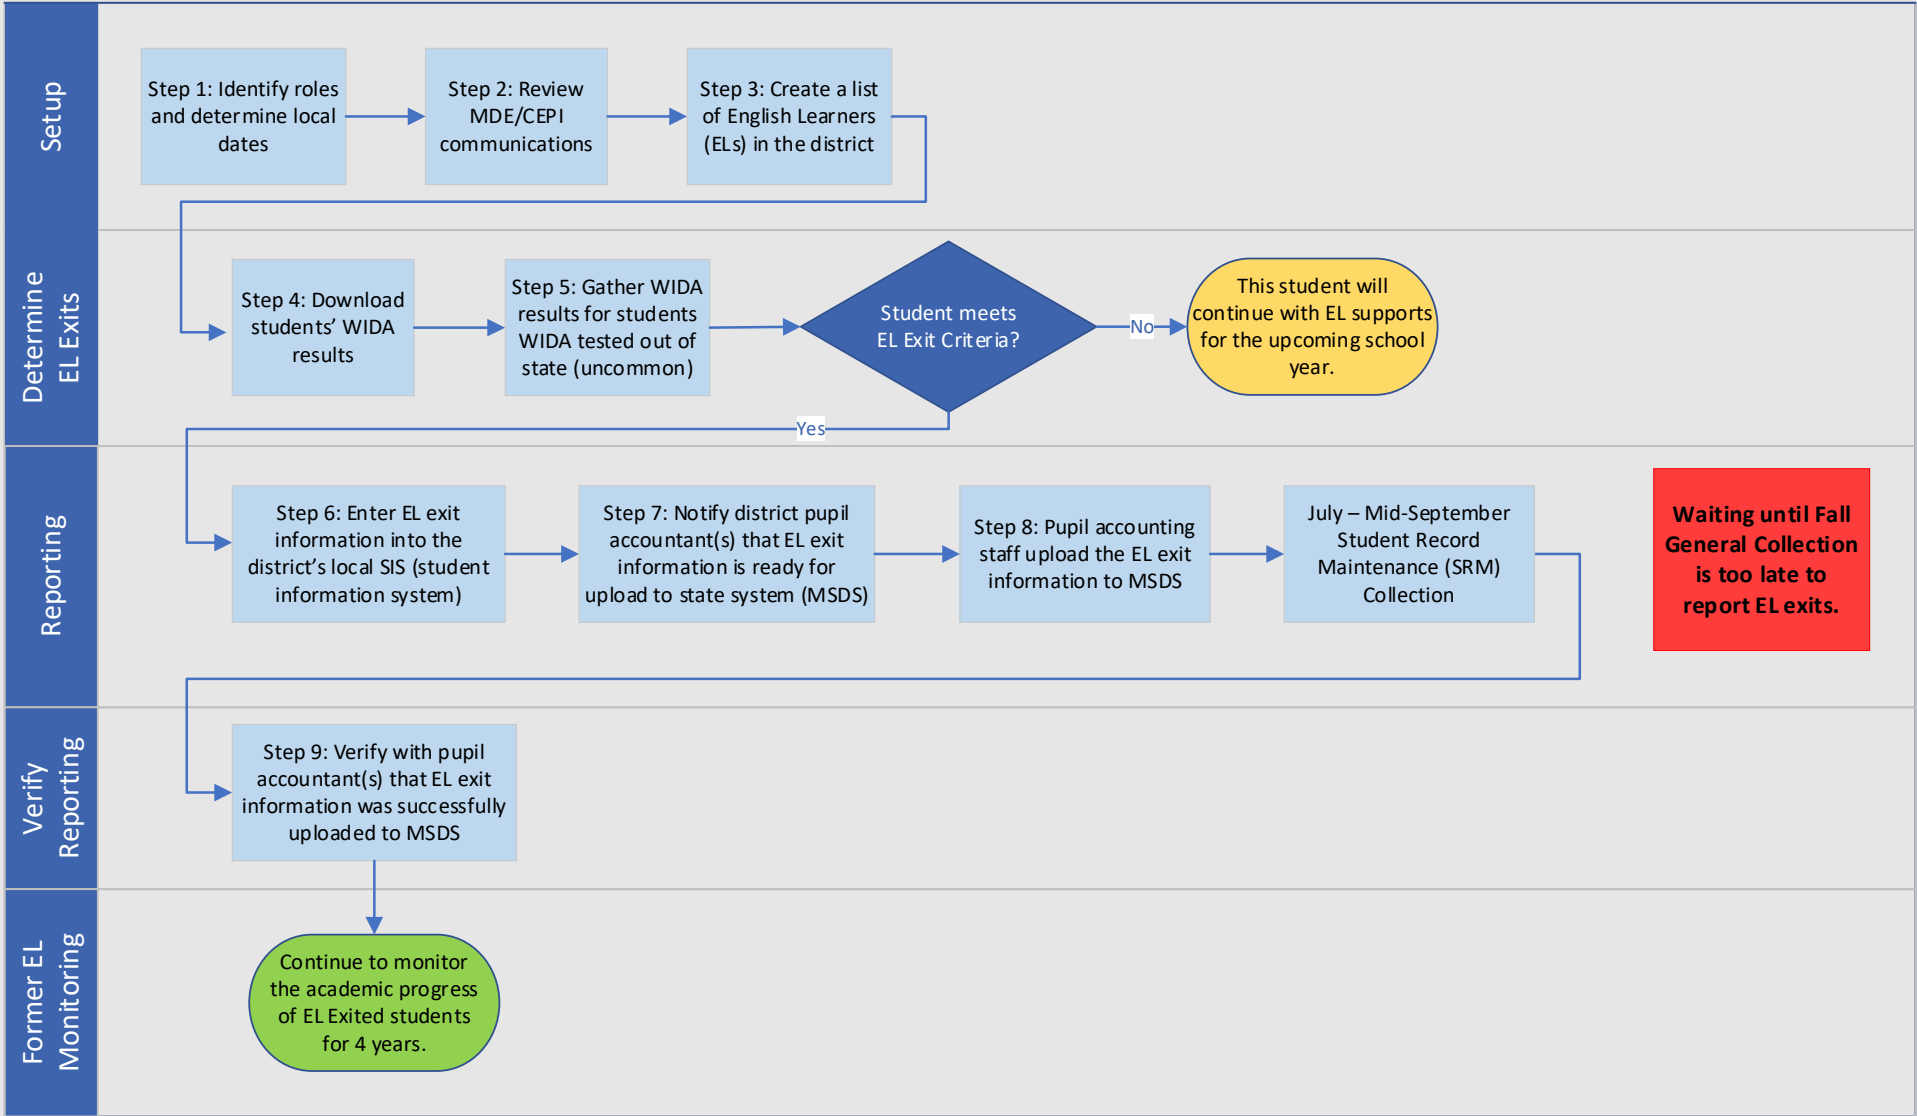 Setup
Step 1: Identify roles
and determine local
dates
Step 2: Review
MDE/CEPI
communications
Step 3: Create a list
of English Learners
(ELs) in the district
Determine
EL Exits
Step 4: Download
students’ WIDA
results
Step 5: Gather WIDA
results for students
WIDA tested out of
state (uncommon)
Student meets
EL Exit Criteria?
No
This student will
continue with EL supports
for the upcoming school
year.
Yes
Reporting
Step 6: Enter EL exit
information into the
district’s local SIS (student
information system)
Step 7: Notify district pupil
accountant(s) that EL exit
information is ready for
upload to state system (MSDS)
Step 8: Pupil accounting
staff upload the EL exit
information to MSDS
July – Mid-September
Student Record
Maintenance (SRM)
Collection
Waiting until Fall
General Collection
is too late to
report EL exits.
Verify
Reporting
Step 9: Verify with pupil
accountant(s) that EL exit
information was successfully
uploaded to MSDS
Former EL
Monitoring
Continue to monitor
the academic progress
of EL Exited students
for 4 years.